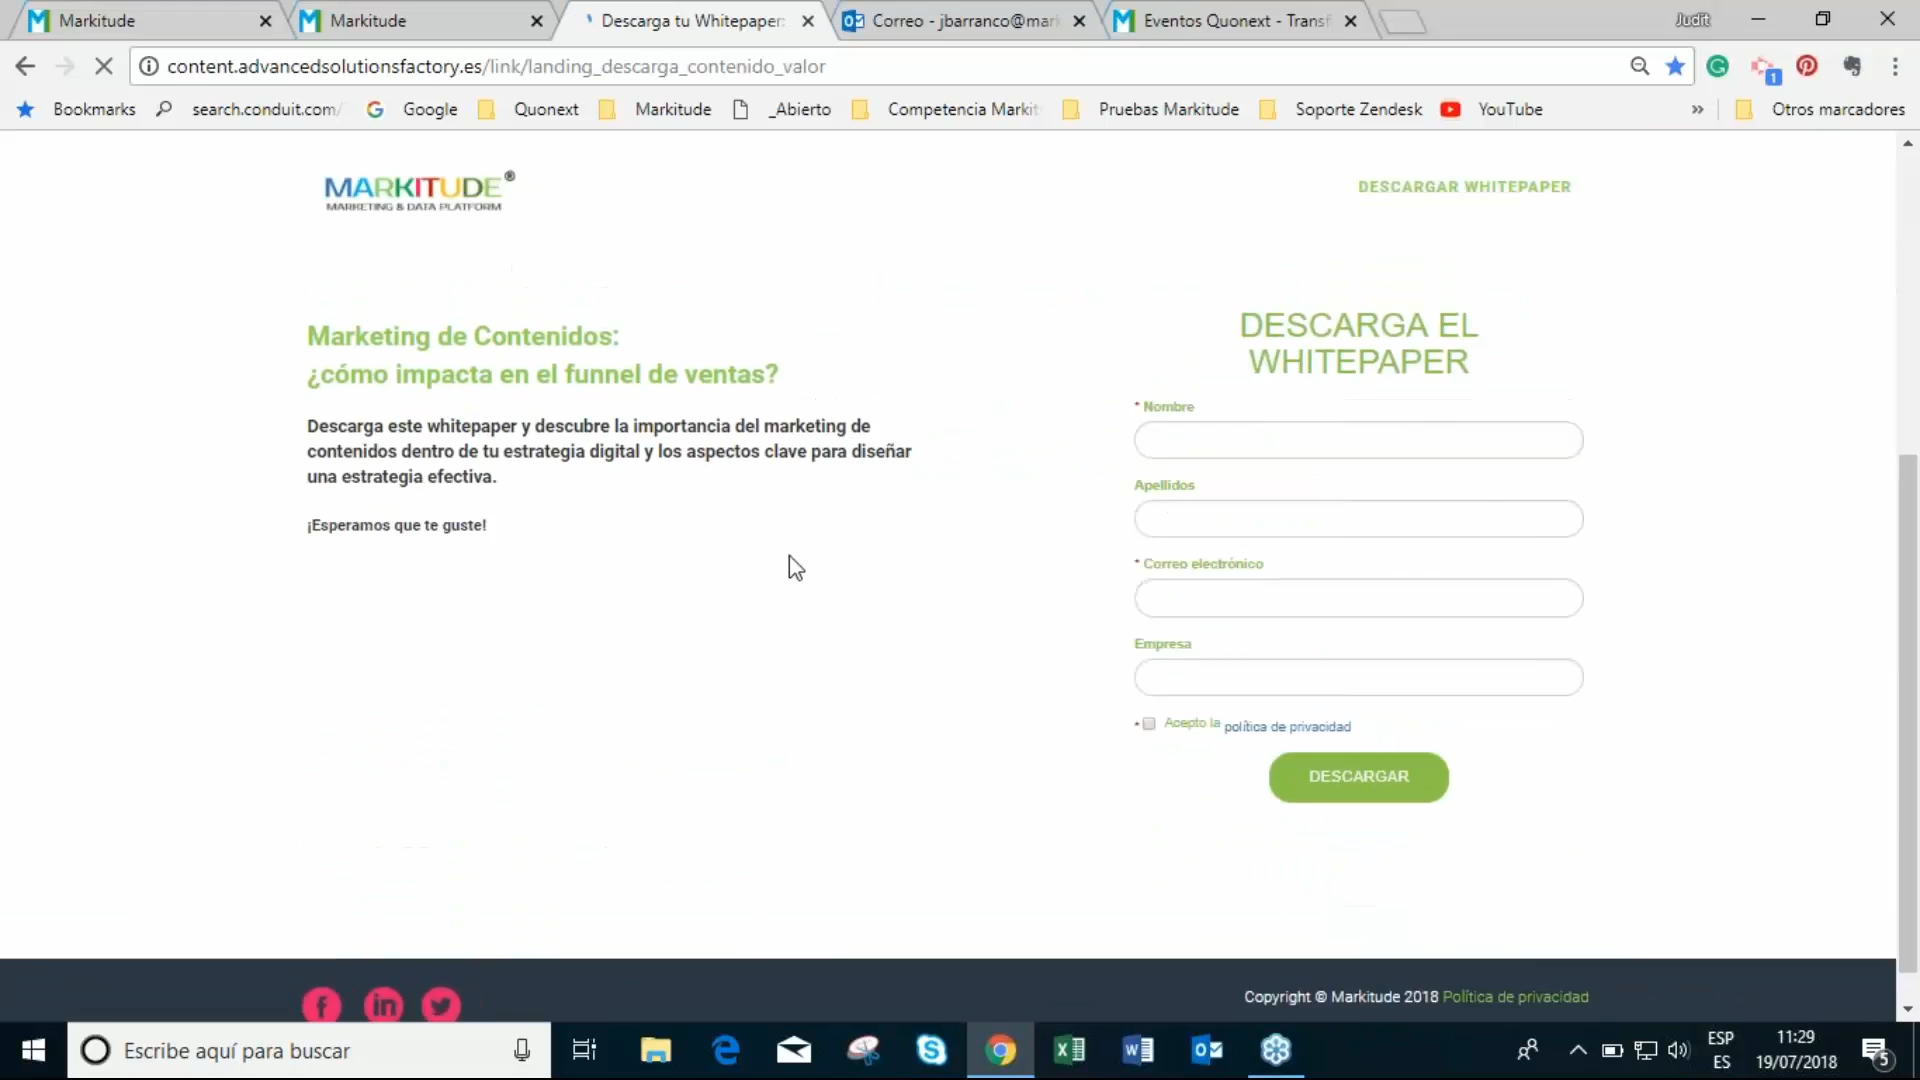 Markitude
Markitude
Descarga tu Whitepaper:
Correo - jbarranco@mar
Eventos Quonext - Transf
Judit
content.advancedsolutionsfactory.es/link/landing_descarga_contenido_valor
1
Bookmarks
search.conduit.com/
Google
Quonext
Markitude
_Abierto
Competencia Markit
Pruebas Markitude
Soporte Zendesk
YouTube
»
Otros marcadores
MARKITUDE®
MARKETING & DATA PLATFORM
DESCARGAR WHITEPAPER
Marketing de Contenidos:
¿cómo impacta en el funnel de ventas?
Descarga este whitepaper y descubre la importancia del marketing de
contenidos dentro de tu estrategia digital y los aspectos clave para diseñar
una estrategia efectiva.
¡Esperamos que te guste!
DESCARGA EL
WHITEPAPER
* Nombre
Apellidos
* Correo electrónico
Empresa
* Acepto la política de privacidad
DESCARGAR
Copyright © Markitude 2018 Política de privacidad
Escribe aquí para buscar
ESP
ES
11:29
19/07/2018
5